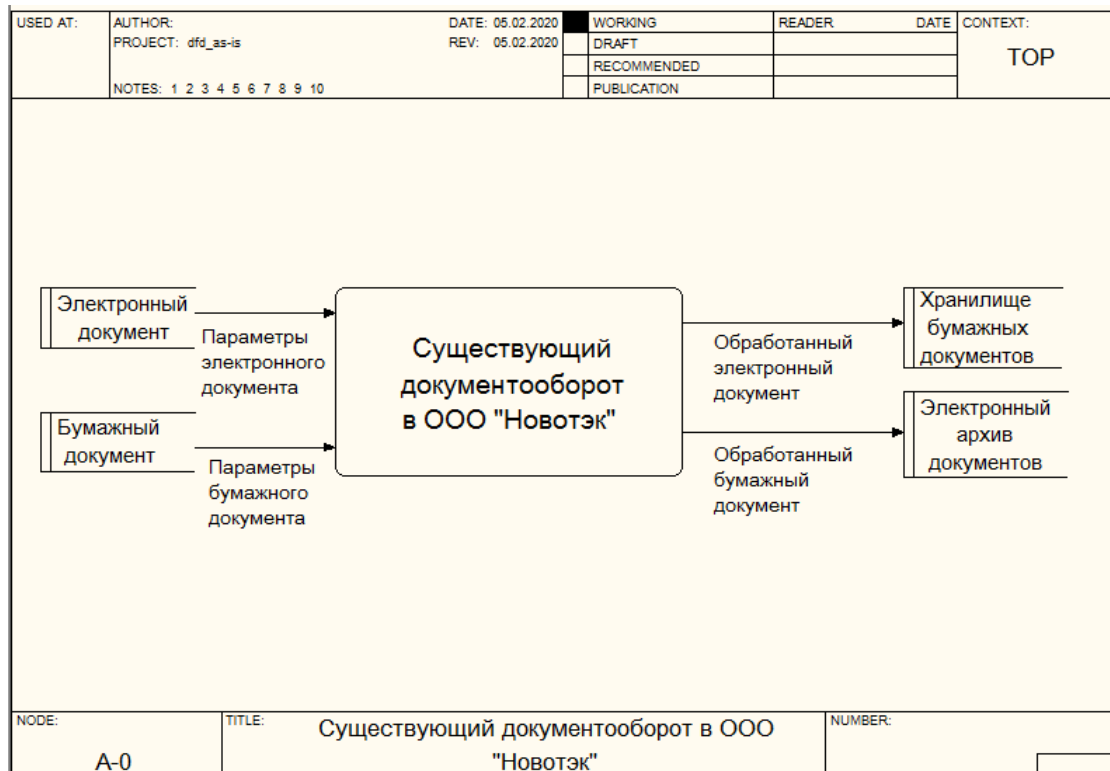 USED AT:
AUTHOR:
DATE: 05.02.2020
PROJECT: dfd_as-is
REV: 05.02.2020
NOTES: 1 2 3 4 5 6 7 8 9 10
WORKING
DRAFT
RECOMMENDED
PUBLICATION
READER
DATE
CONTEXT:
TOP
Электронный
документ
Параметры
электронного
документа
Бумажный
документ
Параметры
бумажного
документа
Существующий
документооборот
в ООО "Новотэк"
Обработанный
электронный
документ
Обработанный
бумажный
документ
Хранилище
бумажных
документов
Электронный
архив
документов
NODE:
A-0
TITLE:
Существующий документооборот в ООО
"Новотэк"
NUMBER: